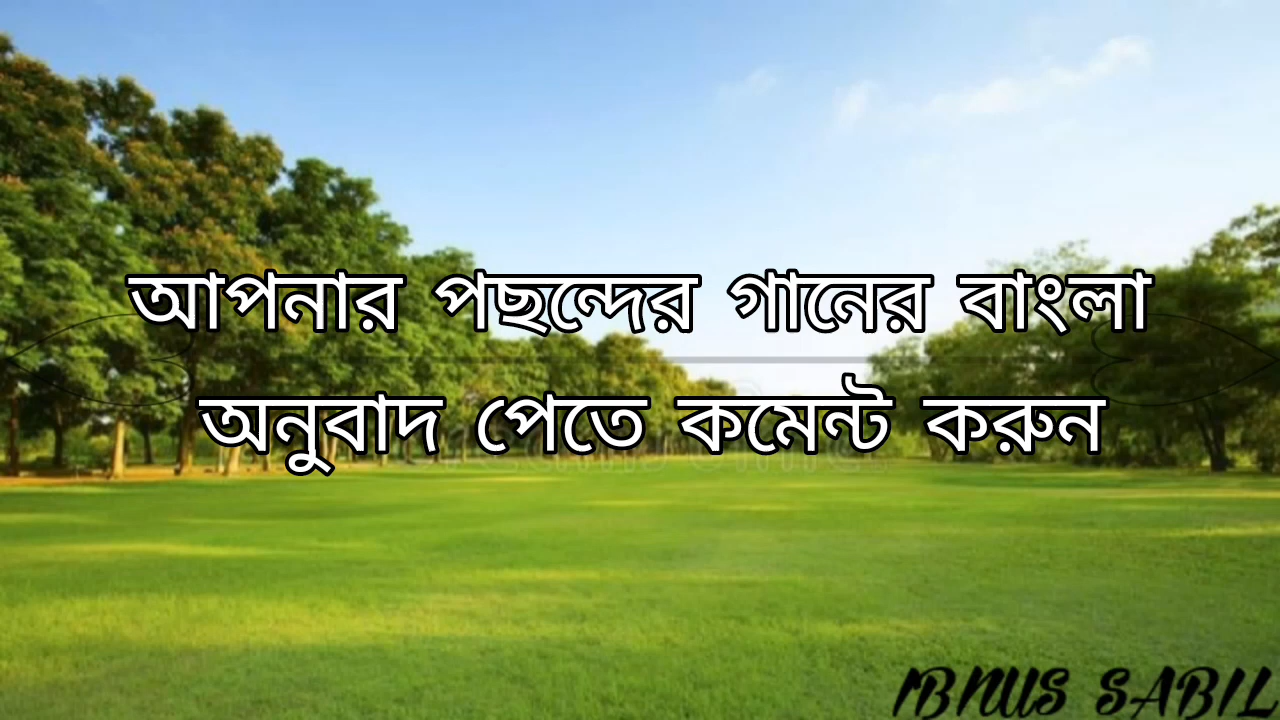 আপনার পছন্দের গানের বাংলা
অনুবাদ পেতে কমেন্ট করুন
IBNUS SABIL